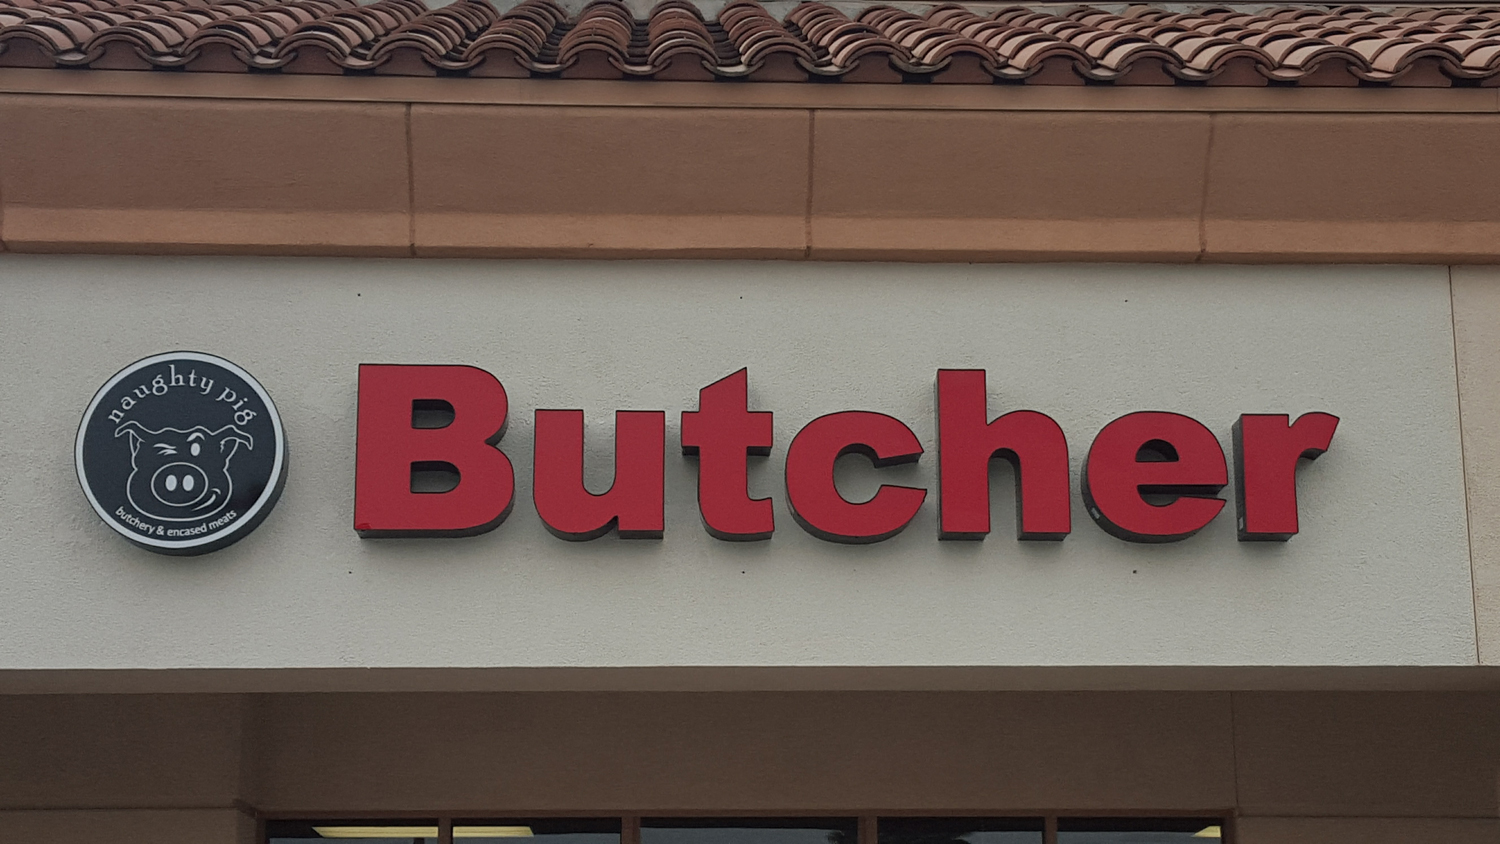 naughty pig
butchery & encased meats
Butcher